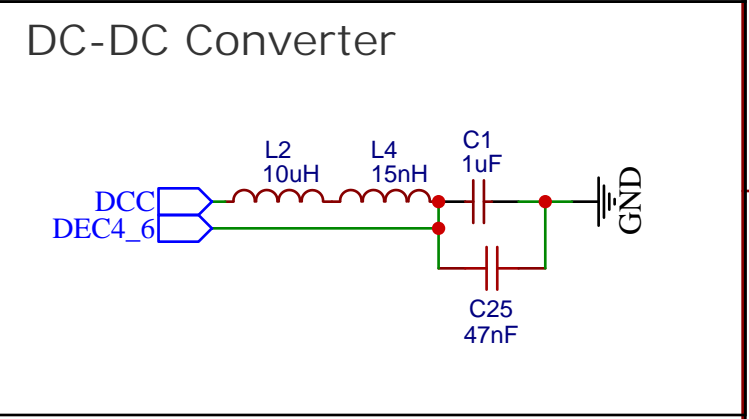 DC-DC Converter
L2
10uH
L4
15nH
C1
1uF
DCC
DEC4_6
GND
C25
47nF